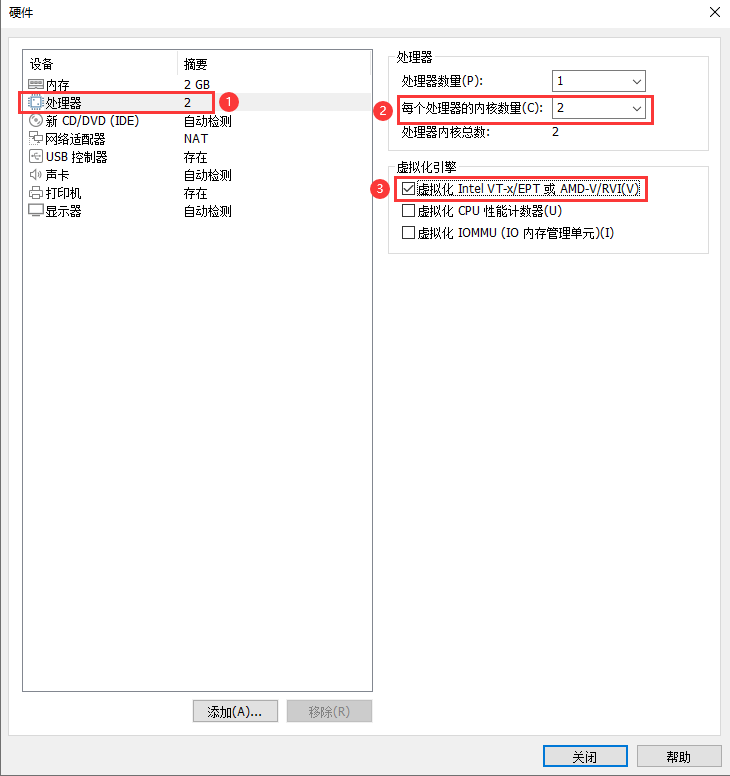 硬件
设备 摘要
内存 2 GB
处理器 2 1
新 CD/DVD (IDE) 自动检测
网络适配器 NAT
USB 控制器 存在
声卡 自动检测
打印机 存在
显示器 自动检测
添加(A)... 移除(R)
处理器
处理器数量(P): 1
2 每个处理器的内核数量(C): 2
处理器内核总数: 2
虚拟化引擎
3 虚拟化 Intel VT-x/EPT 或 AMD-V/RVI(V)
虚拟化 CPU 性能计数器(U)
虚拟化 IOMMU (IO 内存管理单元)(I)
关闭 帮助